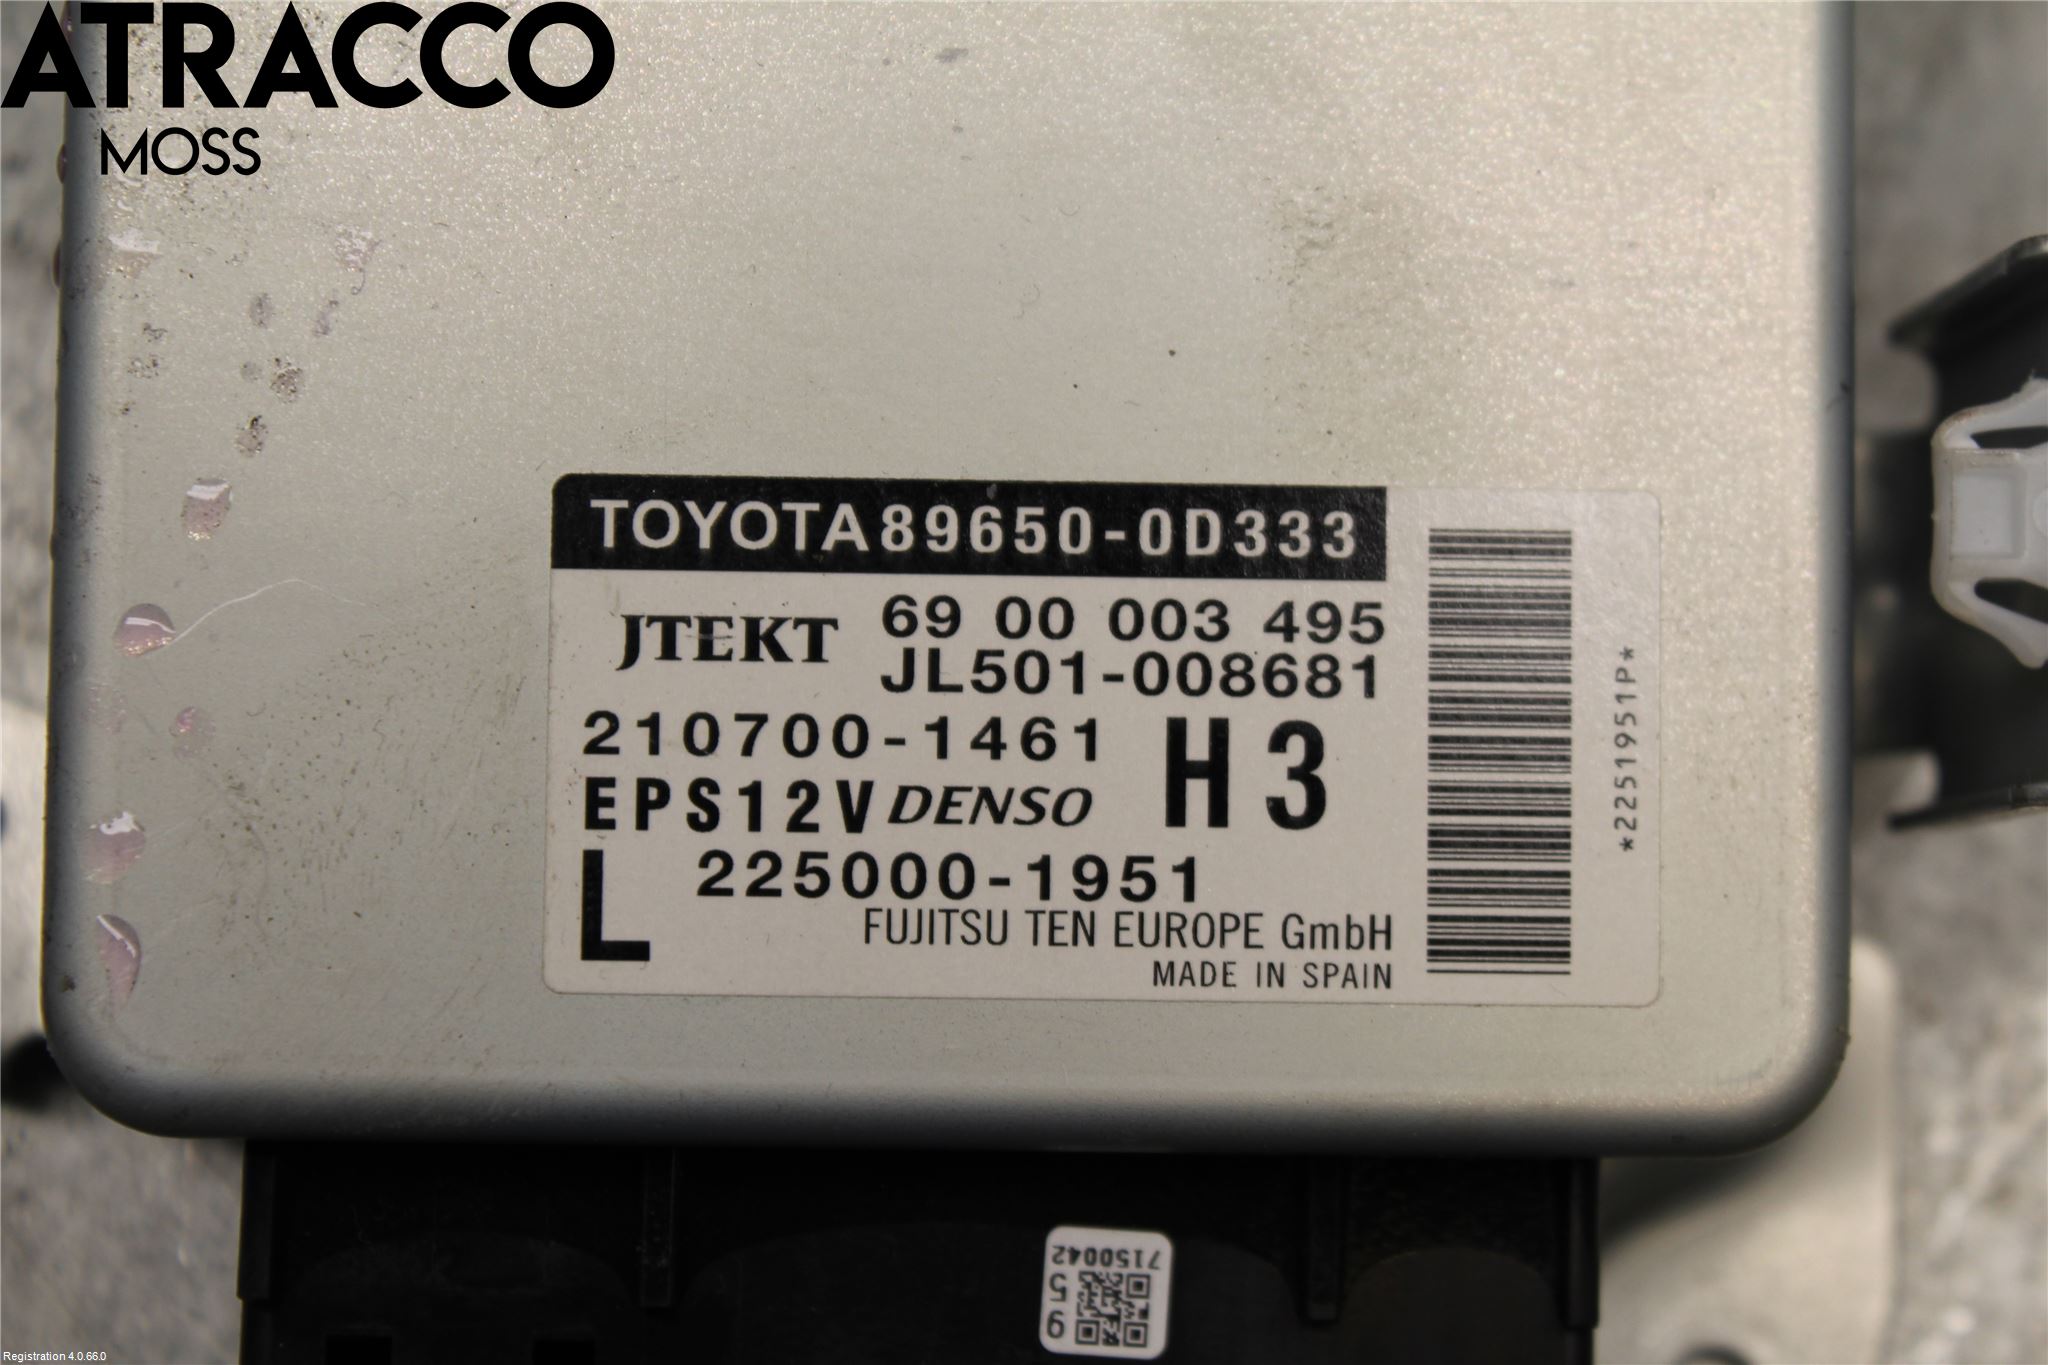 ATRACCO
MOSS
TOYOTA 89650-0D333
JTEKT 69 00 003 495
JL501-008681
210700-1461 H3
EPS12V DENSO
L 225000-1951
FUJITSU TEN EUROPE GmbH
MADE IN SPAIN
*2251951P*
7150042
95
Registration 4.0.66.0